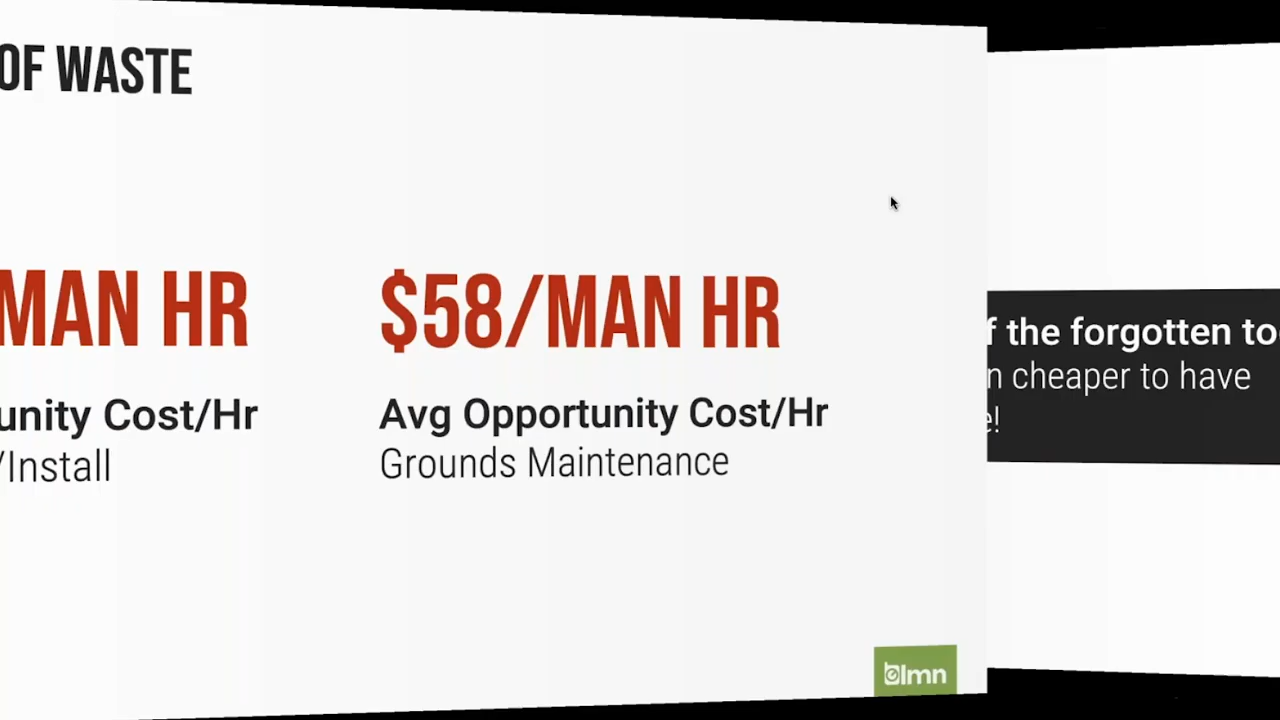 OF WASTE
MAN HR
$58/MAN HR
unity Cost/Hr
/Install
Avg Opportunity Cost/Hr
Grounds Maintenance
f the forgotten to
n cheaper to have
e!
lmn